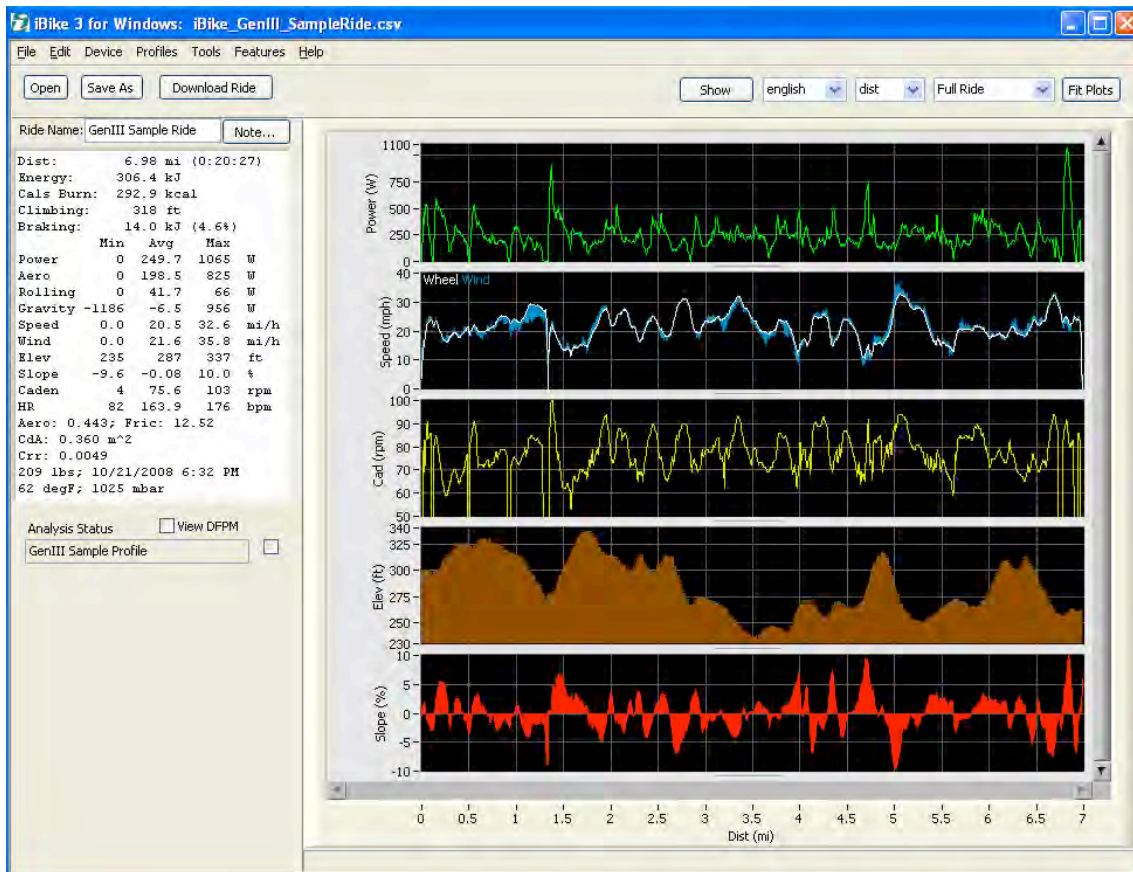 iBike 3 for Windows: iBike_GenIII_SampleRide.csv
File Edit Device Profiles Tools Features Help
Open Save As Download Ride Show english dist Full Ride Fit Plots
Ride Name: GenIII Sample Ride Note...
Dist: 6.98 mi (0:20:27)
Energy: 306.4 kJ
Cals Burn: 292.9 kcal
Climbing: 318 ft
Braking: 14.0 kJ (4.6%)
Min Avg Max
Power 0 249.7 1065 W
Aero 0 198.5 825 W
Rolling 0 41.7 66 W
Gravity -1186 -6.5 956 W
Speed 0.0 20.5 32.6 mi/h
Wind 0.0 21.6 35.8 mi/h
Elev 235 287 337 ft
Slope -9.6 -0.08 10.0 %
Caden 4 75.6 103 rpm
HR 82 163.9 176 bpm
Aero: 0.443; Fric: 12.52
CdA: 0.360 m^2
Crr: 0.0049
209 lbs; 10/21/2008 6:32 PM
62 degF; 1025 mbar
Analysis Status View DFPM
GenIII Sample Profile
Power (W)
1100
750
500
250
0
Speed (mph)
Wheel Wind
40
30
20
10
0
Cad (rpm)
100
90
80
70
60
50
Elev (ft)
340
325
300
275
250
230
Slope (%)
10
5
0
-5
-10
0 0.5 1 1.5 2 2.5 3 3.5 4 4.5 5 5.5 6 6.5 7
Dist (mi)